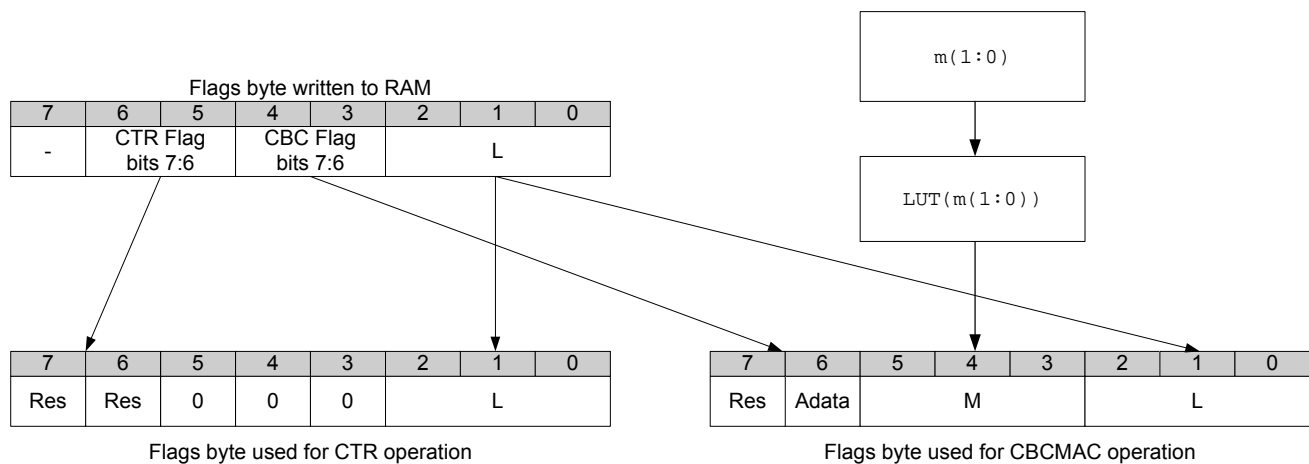 m(1:0)
Flags byte written to RAM
7 6 5 4 3 2 1 0
- CTR Flag bits 7:6 CBC Flag bits 7:6 L
LUT(m(1:0))
7 6 5 4 3 2 1 0
Res Res 0 0 0 L
Flags byte used for CTR operation
7 6 5 4 3 2 1 0
Res Adata M L
Flags byte used for CBCMAC operation